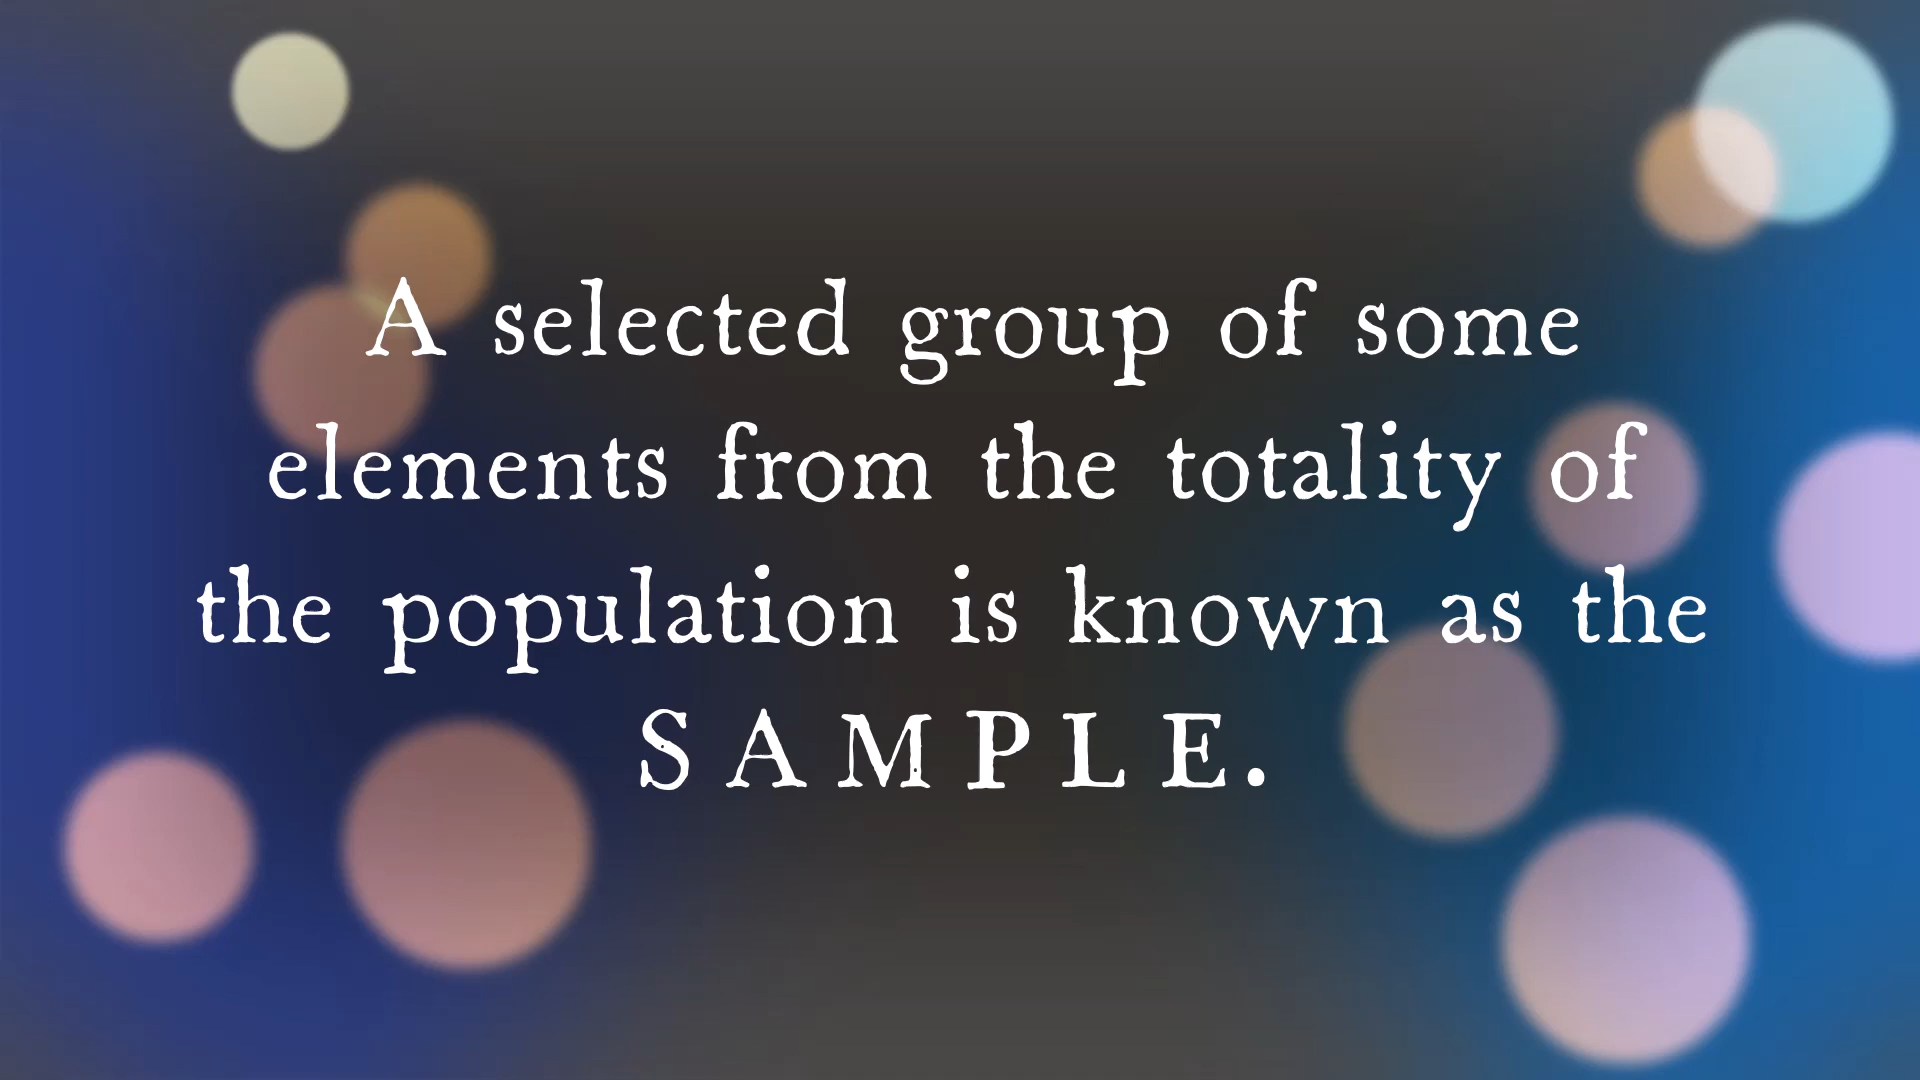 A selected group of some
elements from the totality of
the population is known as the
SAMPLE.